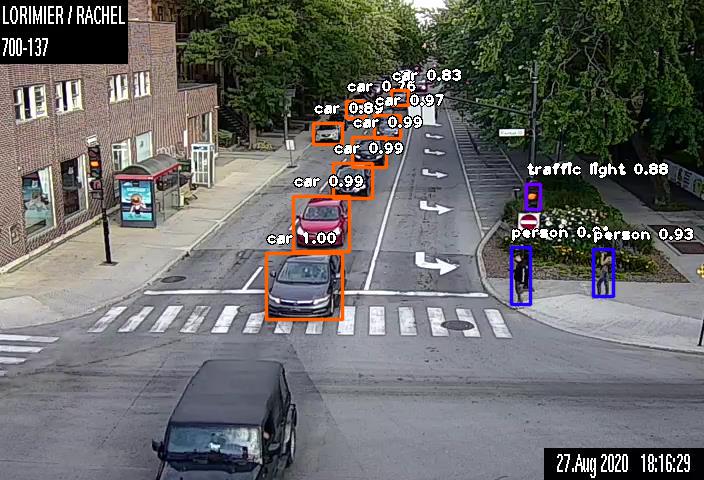 LORIMIER / RACHEL
700-137
car 0.83
car 0.76
car 0.97
car 0.89
car 0.99
car 0.99
car 0.99
car 1.00
traffic light 0.88
person 0.93
27.Aug 2020 18:16:29